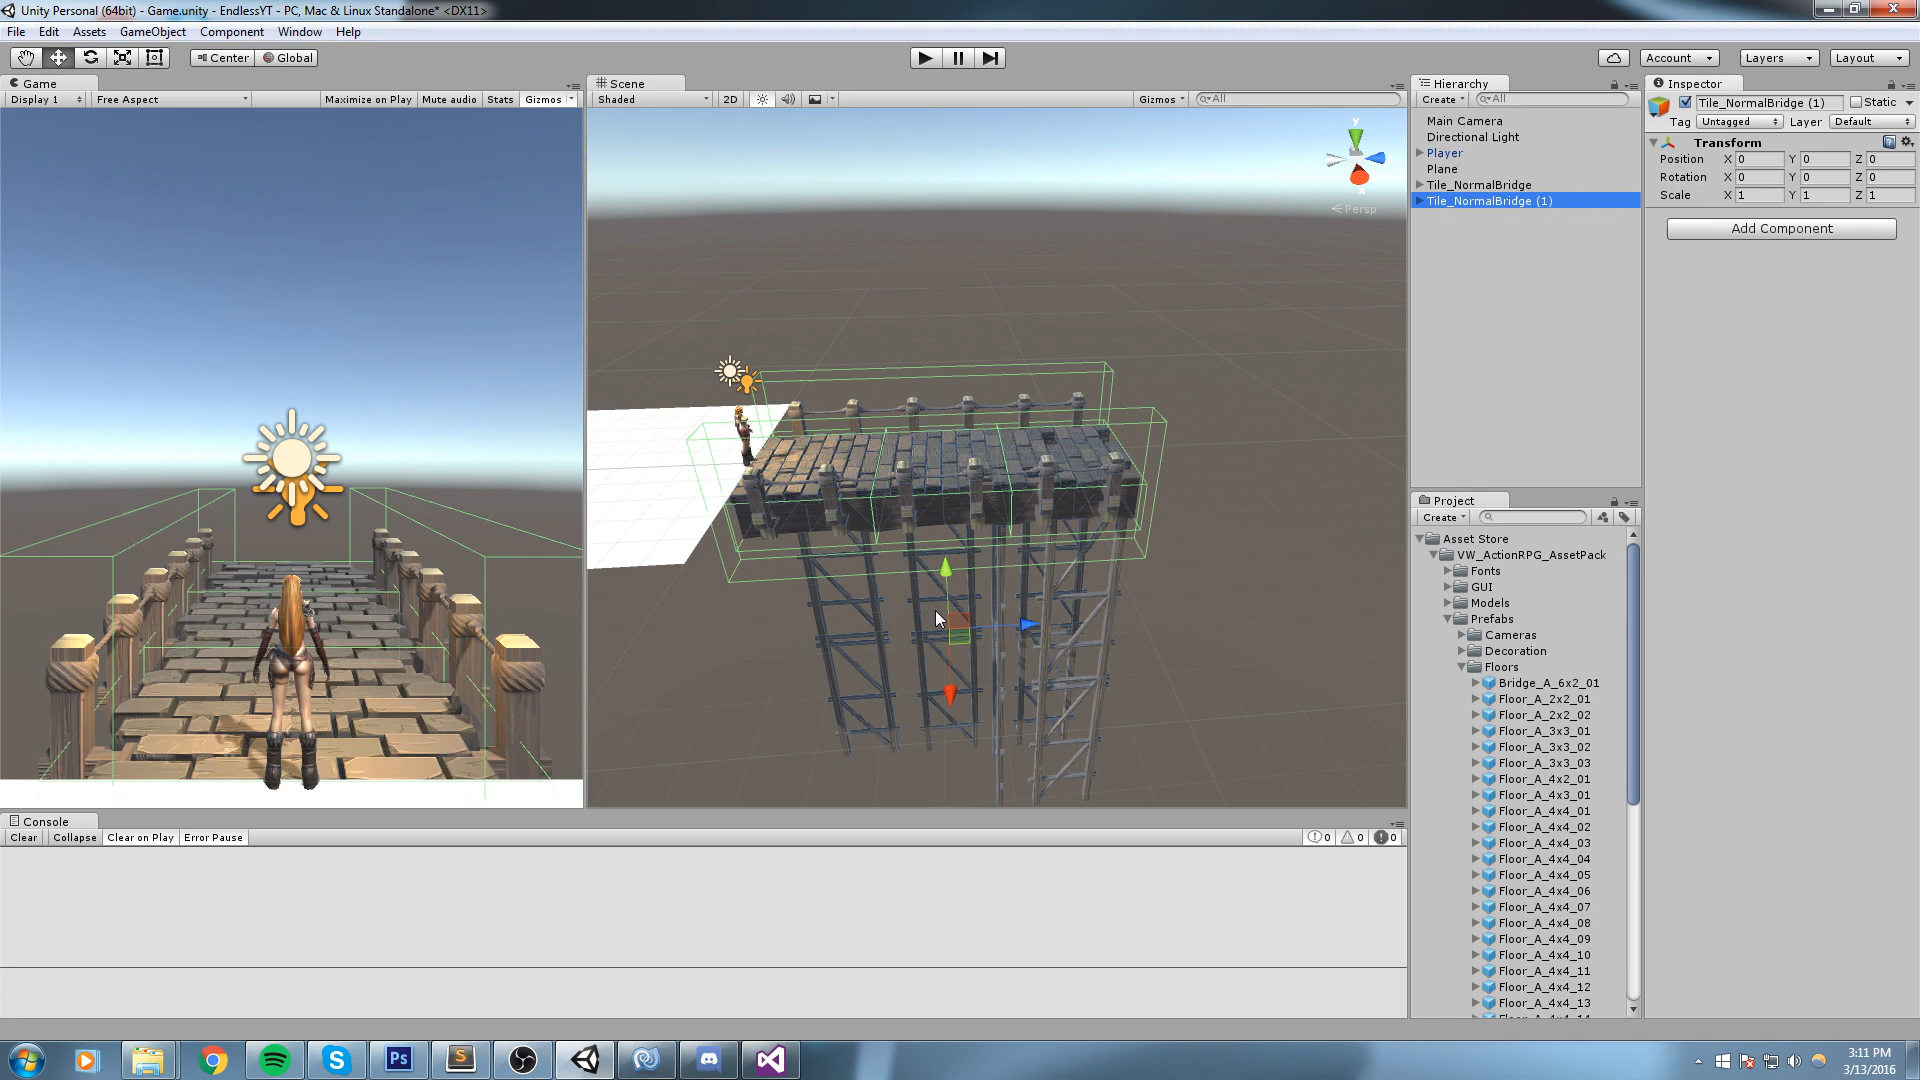 Unity Personal (64bit) - Game.unity - EndlessYT - PC, Mac & Linux Standalone* <DX11>
File Edit Assets GameObject Component Window Help
Center Global
Account Layers Layout
Game
Display 1 Free Aspect Maximize on Play Mute audio Stats Gizmos
Scene
Shaded 2D Gizmos All
y
x
Persp
Hierarchy
Create All
Main Camera
Directional Light
Player
Plane
Tile_NormalBridge
Tile_NormalBridge (1)
Inspector
Tile_NormalBridge (1) Static
Tag Untagged Layer Default
Transform
Position X 0 Y 0 Z 0
Rotation X 0 Y 0 Z 0
Scale X 1 Y 1 Z 1
Add Component
Project
Create
Asset Store
VW_ActionRPG_AssetPack
Fonts
GUI
Models
Prefabs
Cameras
Decoration
Floors
Bridge_A_6x2_01
Floor_A_2x2_01
Floor_A_2x2_02
Floor_A_3x3_01
Floor_A_3x3_02
Floor_A_3x3_03
Floor_A_4x2_01
Floor_A_4x3_01
Floor_A_4x4_01
Floor_A_4x4_02
Floor_A_4x4_03
Floor_A_4x4_04
Floor_A_4x4_05
Floor_A_4x4_06
Floor_A_4x4_07
Floor_A_4x4_08
Floor_A_4x4_09
Floor_A_4x4_10
Floor_A_4x4_11
Floor_A_4x4_12
Floor_A_4x4_13
Console
Clear Collapse Clear on Play Error Pause 0 0 0
Ps
S
S
3:11 PM
3/13/2016